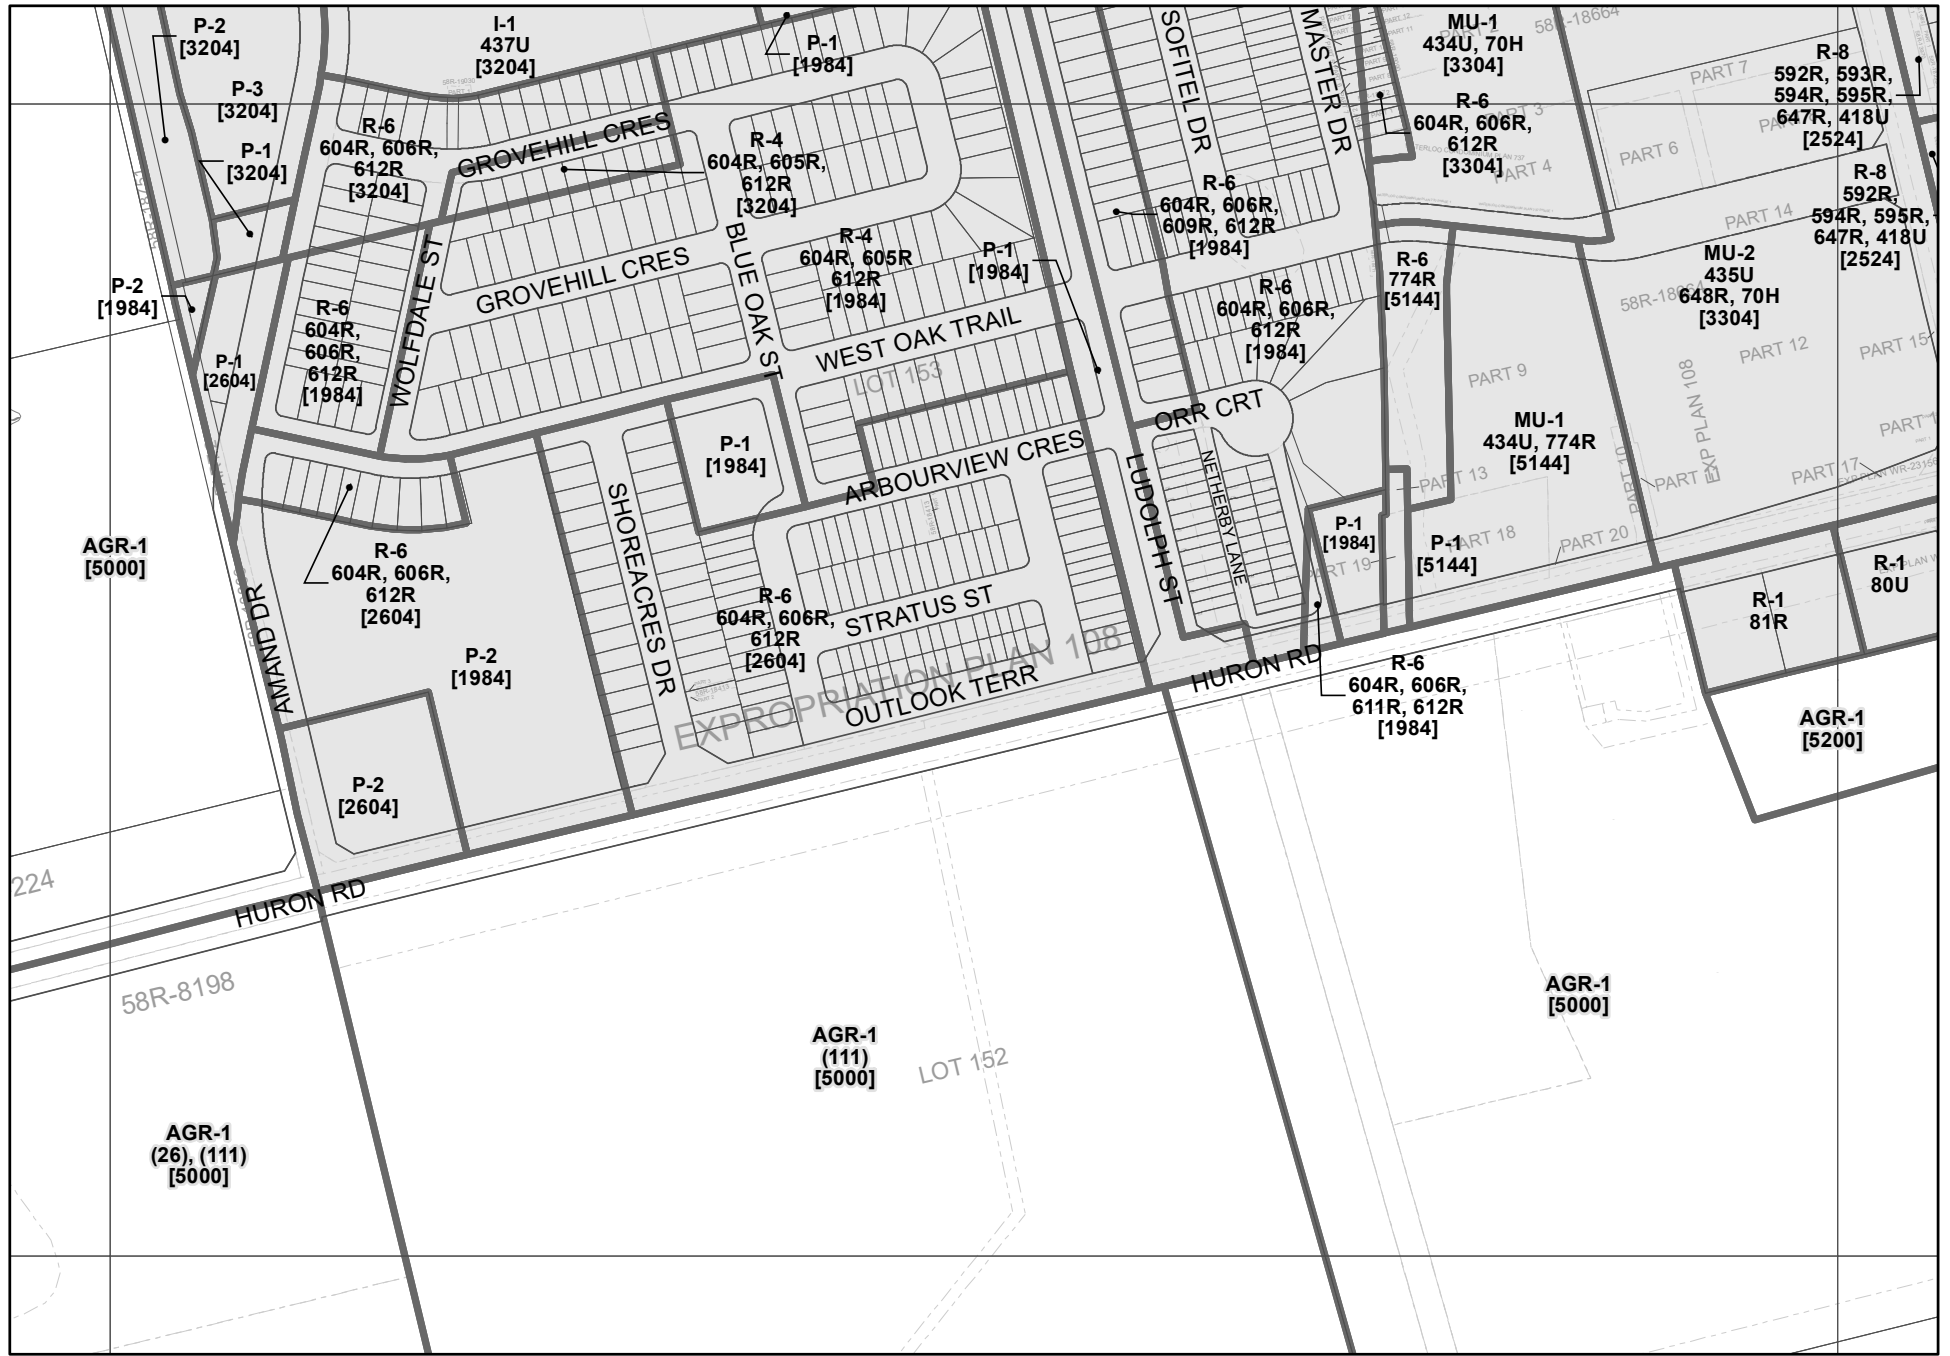 P-2
[3204]
I-1
437U
[3204]
P-1
[1984]
MU-1
434U, 70H
[3304]
PART 2
58R-18664
R-8
592R, 593R,
594R, 595R,
647R, 418U
[2524]
P-3
[3204]
SOFITEL DR
MASTER DR
PART 7
R-6
604R, 606R,
612R
[3304]
PART 3
R-6
604R, 606R,
612R
[3204]
GROVEHILL CRES
R-4
604R, 605R,
612R
[3204]
P-1
[3204]
PART 4
PART 6
R-8
592R,
594R, 595R,
647R, 418U
[2524]
R-6
604R, 606R,
609R, 612R
[1984]
PART 14
BLUE OAK ST
R-4
604R, 605R
612R
[1984]
P-1
[1984]
WOLFDALE ST
GROVEHILL CRES
R-6
774R
[5144]
MU-2
435U
648R, 70H
[3304]
58R-18664
P-2
[1984]
R-6
604R,
606R,
612R
[1984]
R-6
604R, 606R,
612R
[1984]
WEST OAK TRAIL
LOT 153
PART 12
PART 15
P-1
[2604]
PART 9
EXP PLAN 108
ORR CRT
MU-1
434U, 774R
[5144]
P-1
[1984]
ARBOURVIEW CRES
LUDOLPH ST
NETHERBY LANE
PART 13
PART 10
PART 17
SHOREACRES DR
AGR-1
[5000]
R-6
604R, 606R,
612R
[2604]
P-1
[1984]
PART 19
P-1
[5144]
PART 18
PART 20
R-1
80U
R-1
81R
AMAND DR
R-6
604R, 606R,
612R
[2604]
STRATUS ST
P-2
[1984]
EXPROPRIATION PLAN 108
OUTLOOK TERR
HURON RD
R-6
604R, 606R,
611R, 612R
[1984]
AGR-1
[5200]
P-2
[2604]
224
HURON RD
58R-8198
AGR-1
[5000]
AGR-1
(111)
[5000]
LOT 152
AGR-1
(26), (111)
[5000]